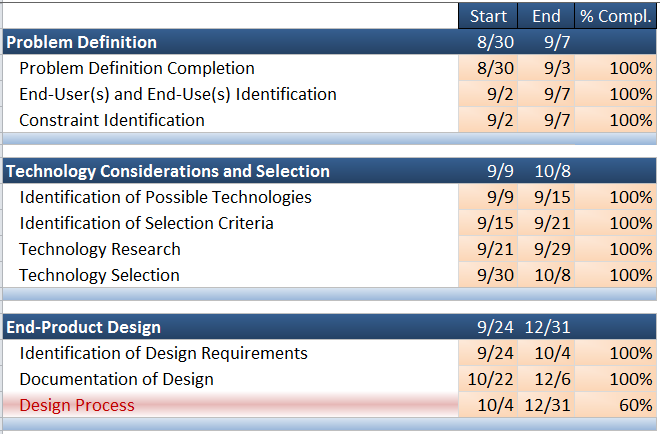 Start End % Compl.
Problem Definition 8/30 9/7
Problem Definition Completion 8/30 9/3 100%
End-User(s) and End-Use(s) Identification 9/2 9/7 100%
Constraint Identification 9/2 9/7 100%
Technology Considerations and Selection 9/9 10/8
Identification of Possible Technologies 9/9 9/15 100%
Identification of Selection Criteria 9/15 9/21 100%
Technology Research 9/21 9/29 100%
Technology Selection 9/30 10/8 100%
End-Product Design 9/24 12/31
Identification of Design Requirements 9/24 10/4 100%
Documentation of Design 10/22 12/6 100%
Design Process 10/4 12/31 60%